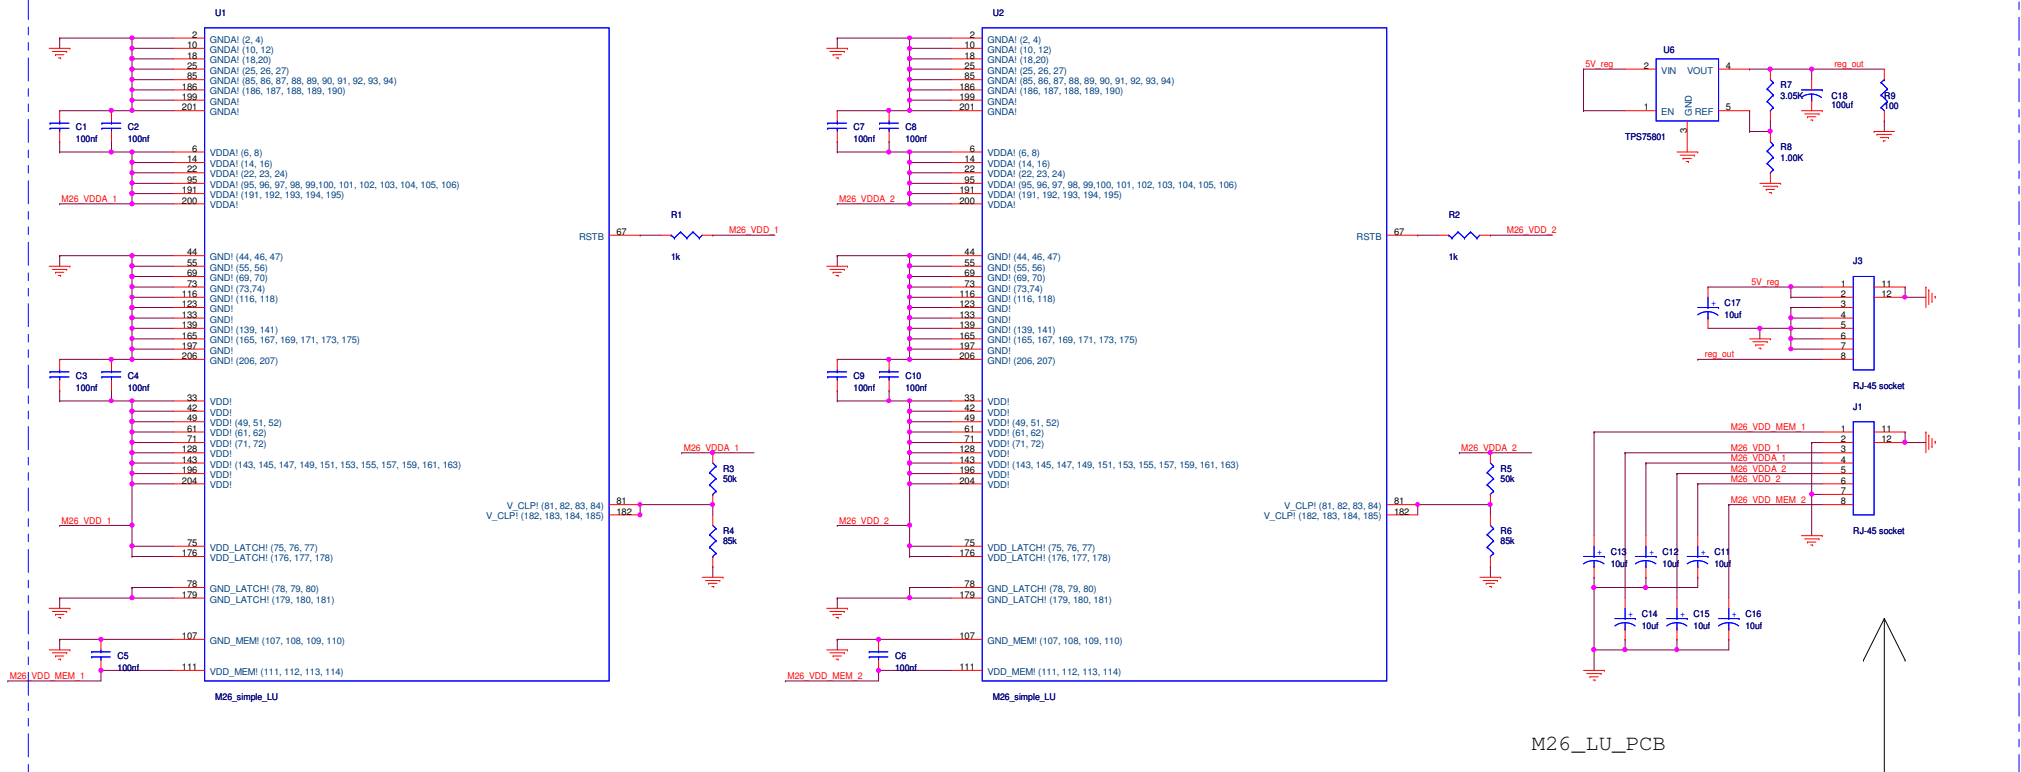 U1
2 GNDA! (2, 4)
10 GNDA! (10, 12)
18 GNDA! (18,20)
25 GNDA! (25, 26, 27)
85 GNDA! (85, 86, 87, 88, 89, 90, 91, 92, 93, 94)
186 GNDA! (186, 187, 188, 189, 190)
199 GNDA!
201 GNDA!
C1 100nf
C2 100nf
6 VDDA! (6, 8)
14 VDDA! (14, 16)
22 VDDA! (22, 23, 24)
95 VDDA! (95, 96, 97, 98, 99,100, 101, 102, 103, 104, 105, 106)
191 VDDA! (191, 192, 193, 194, 195)
M26_VDDA_1 200 VDDA!
RSTB 67
R1
1k
M26_VDD_1
44 GND! (44, 46, 47)
55 GND! (55, 56)
69 GND! (69, 70)
73 GND! (73,74)
116 GND! (116, 118)
123 GND!
133 GND!
139 GND! (139, 141)
165 GND! (165, 167, 169, 171, 173, 175)
197 GND!
206 GND! (206, 207)
C3 100nf
C4 100nf
33 VDD!
42 VDD!
49 VDD! (49, 51, 52)
61 VDD! (61, 62)
71 VDD! (71, 72)
128 VDD!
143 VDD! (143, 145, 147, 149, 151, 153, 155, 157, 159, 161, 163)
196 VDD!
204 VDD!
M26_VDDA_1
R3
50k
V_CLP! (81, 82, 83, 84) 81
V_CLP! (182, 183, 184, 185) 182
R4
85k
M26_VDD_1
75 VDD_LATCH! (75, 76, 77)
176 VDD_LATCH! (176, 177, 178)
78 GND_LATCH! (78, 79, 80)
179 GND_LATCH! (179, 180, 181)
107 GND_MEM! (107, 108, 109, 110)
C5
100nf
111 VDD_MEM! (111, 112, 113, 114)
M26_VDD_MEM_1
M26_simple_LU
U2
2 GNDA! (2, 4)
10 GNDA! (10, 12)
18 GNDA! (18,20)
25 GNDA! (25, 26, 27)
85 GNDA! (85, 86, 87, 88, 89, 90, 91, 92, 93, 94)
186 GNDA! (186, 187, 188, 189, 190)
199 GNDA!
201 GNDA!
C7 100nf
C8 100nf
6 VDDA! (6, 8)
14 VDDA! (14, 16)
22 VDDA! (22, 23, 24)
95 VDDA! (95, 96, 97, 98, 99,100, 101, 102, 103, 104, 105, 106)
191 VDDA! (191, 192, 193, 194, 195)
M26_VDDA_2 200 VDDA!
RSTB 67
R2
1k
M26_VDD_2
44 GND! (44, 46, 47)
55 GND! (55, 56)
69 GND! (69, 70)
73 GND! (73,74)
116 GND! (116, 118)
123 GND!
133 GND!
139 GND! (139, 141)
165 GND! (165, 167, 169, 171, 173, 175)
197 GND!
206 GND! (206, 207)
C9 100nf
C10 100nf
33 VDD!
42 VDD!
49 VDD! (49, 51, 52)
61 VDD! (61, 62)
71 VDD! (71, 72)
128 VDD!
143 VDD! (143, 145, 147, 149, 151, 153, 155, 157, 159, 161, 163)
196 VDD!
204 VDD!
M26_VDDA_2
R5
50k
V_CLP! (81, 82, 83, 84) 81
V_CLP! (182, 183, 184, 185) 182
R6
85k
M26_VDD_2
75 VDD_LATCH! (75, 76, 77)
176 VDD_LATCH! (176, 177, 178)
78 GND_LATCH! (78, 79, 80)
179 GND_LATCH! (179, 180, 181)
107 GND_MEM! (107, 108, 109, 110)
C6
100nf
111 VDD_MEM! (111, 112, 113, 114)
M26_VDD_MEM_2
M26_simple_LU
U6
5V_reg 2 VIN VOUT 4 reg_out
1 EN GND REF 5
3
TPS75801
R7
3.05K
C18
100uf
R9
100
R8
1.00K
J3
5V_reg
C17
10uf
reg_out
1
2
3
4
5
6
7
8
11
12
RJ-45 socket
J1
M26_VDD_MEM_1 1
2
M26_VDD_1 3
M26_VDDA_1 4
M26_VDDA_2 5
M26_VDD_2 6
7
M26_VDD_MEM_2 8
11
12
RJ-45 socket
C13 10uf
C12 10uf
C11 10uf
C14 10uf
C15 10uf
C16 10uf
M26_LU_PCB